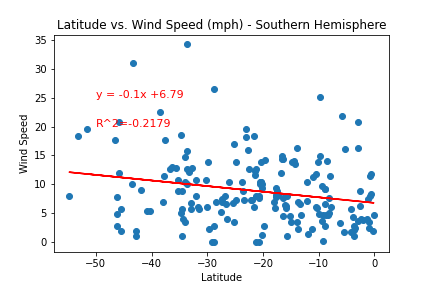 Latitude vs. Wind Speed (mph) - Southern Hemisphere
35
30
25
20
15
10
5
0
Wind Speed
y = -0.1x +6.79
R^2=-0.2179
−50 −40 −30 −20 −10 0
Latitude